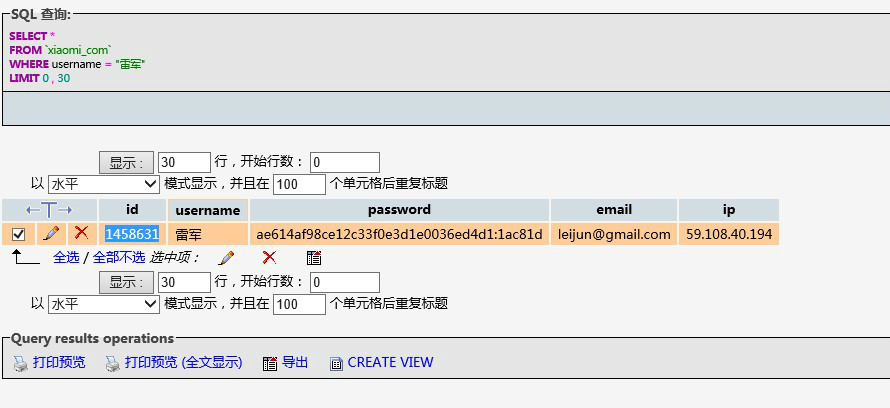 SQL 查询:
SELECT *
FROM `xiaomi_com`
WHERE username = "雷军"
LIMIT 0 , 30
显示 : 30 行，开始行数： 0
以 水平 模式显示，并且在 100 个单元格后重复标题
←T→ id username password email ip
1458631 雷军 ae614af98ce12c33f0e3d1e0036ed4d1:1ac81d leijun@gmail.com 59.108.40.194
全选 / 全部不选 选中项：
显示 : 30 行，开始行数： 0
以 水平 模式显示，并且在 100 个单元格后重复标题
Query results operations
打印预览 打印预览 (全文显示) 导出 CREATE VIEW